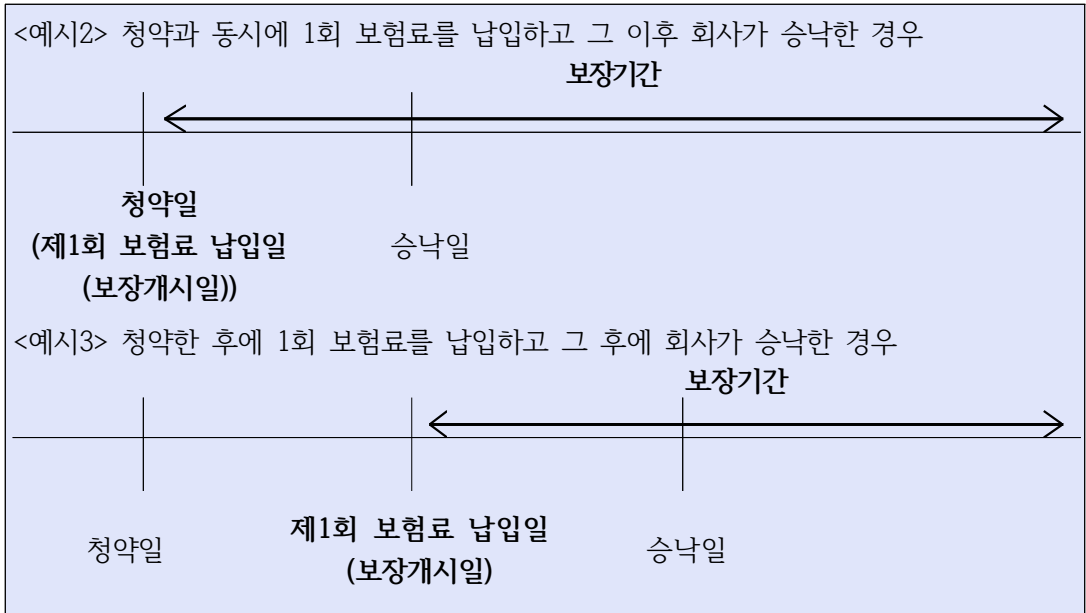 <예시2> 청약과 동시에 1회 보험료를 납입하고 그 이후 회사가 승낙한 경우
보장기간
청약일
(제1회 보험료 납입일 승낙일
(보장개시일))
<예시3> 청약한 후에 1회 보험료를 납입하고 그 후에 회사가 승낙한 경우
보장기간
청약일 제1회 보험료 납입일 승낙일
(보장개시일)